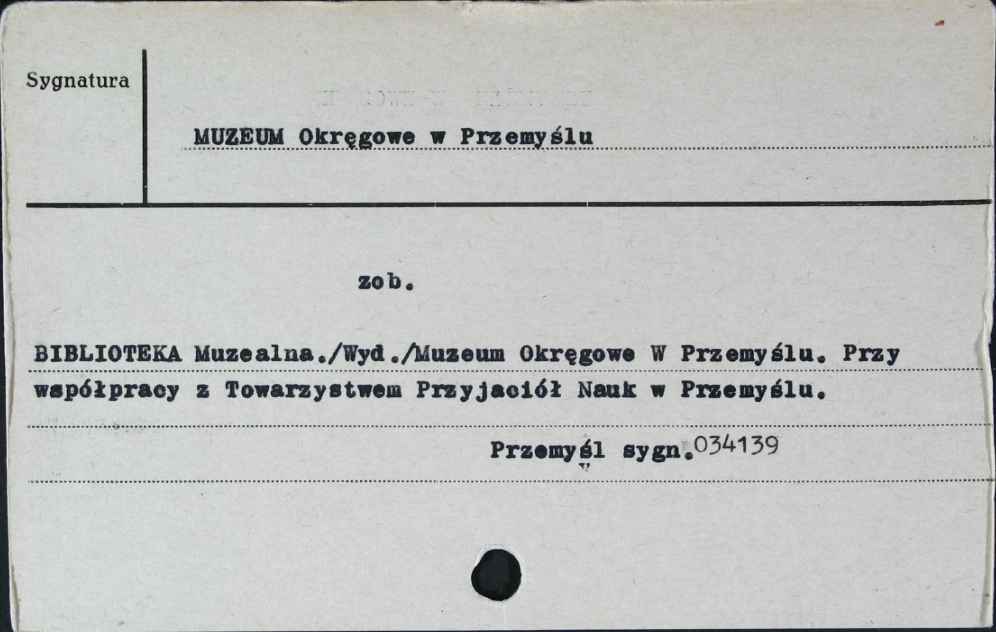 Sygnatura
MUZEUM Okręgowe w Przemyślu
zob.
BIBLIOTEKA Muzealna./Wyd./Muzeum Okręgowe W Przemyślu. Przy
współpracy z Towarzystwem Przyjaciół Nauk w Przemyślu.
Przemyśl sygn.034139